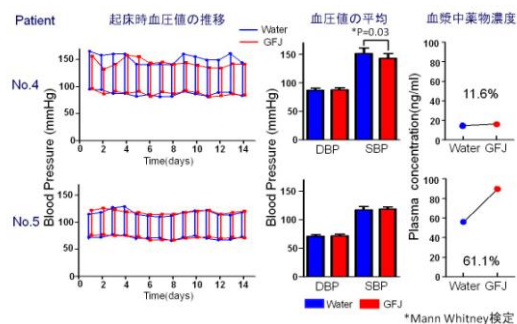 Patient
起床時血圧値の推移
血圧値の平均
血漿中薬物濃度
Water
GFJ
*P=0.03
No.4
Blood Pressure (mmHg)
150
100
50
0
0 2 4 6 8 10 12 14
Time(days)
Blood Pressure (mmHg)
150
100
50
0
DBP SBP
Plasma concentration(ng/ml)
100
80
60
40
20
0
11.6%
Water GFJ
No.5
150
100
50
0
0 2 4 6 8 10 12 14
Time(days)
150
100
50
0
DBP SBP
Water GFJ
100
80
60
40
20
0
61.1%
Water GFJ
*Mann Whitney検定